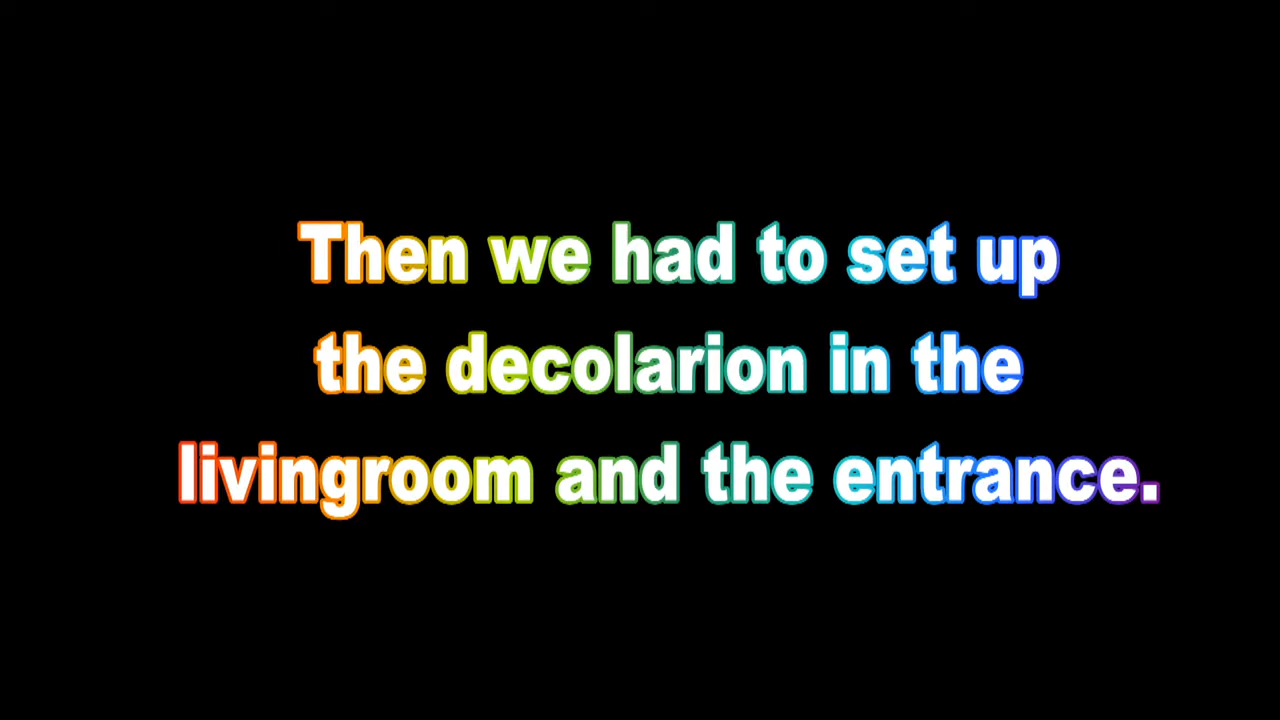 Then we had to set up
the decolarion in the
livingroom and the entrance.